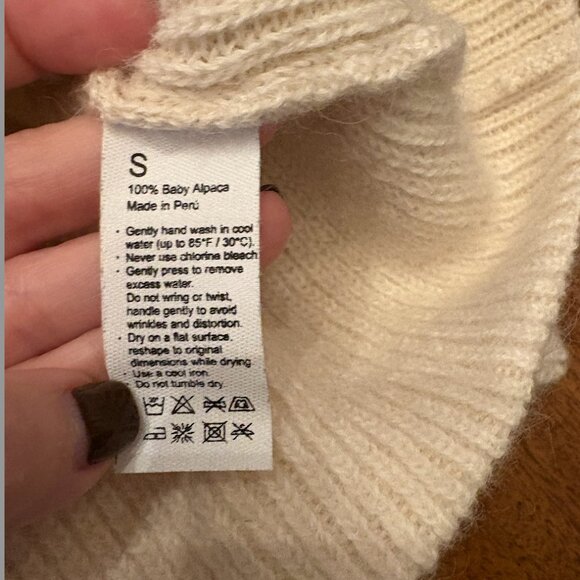 S
100% Baby Alpaca
Made in Perú
· Gently hand wash in cool
water (up to 85°F / 30°C).
· Never use chlorine bleach
· Gently press to remove
excess water.
Do not wring or twist,
handle gently to avoid
wrinkles and distortion.
· Dry on a flat surface,
reshape to original
dimensions while drying
· Use a cool iron.
· Do not tumble dry.